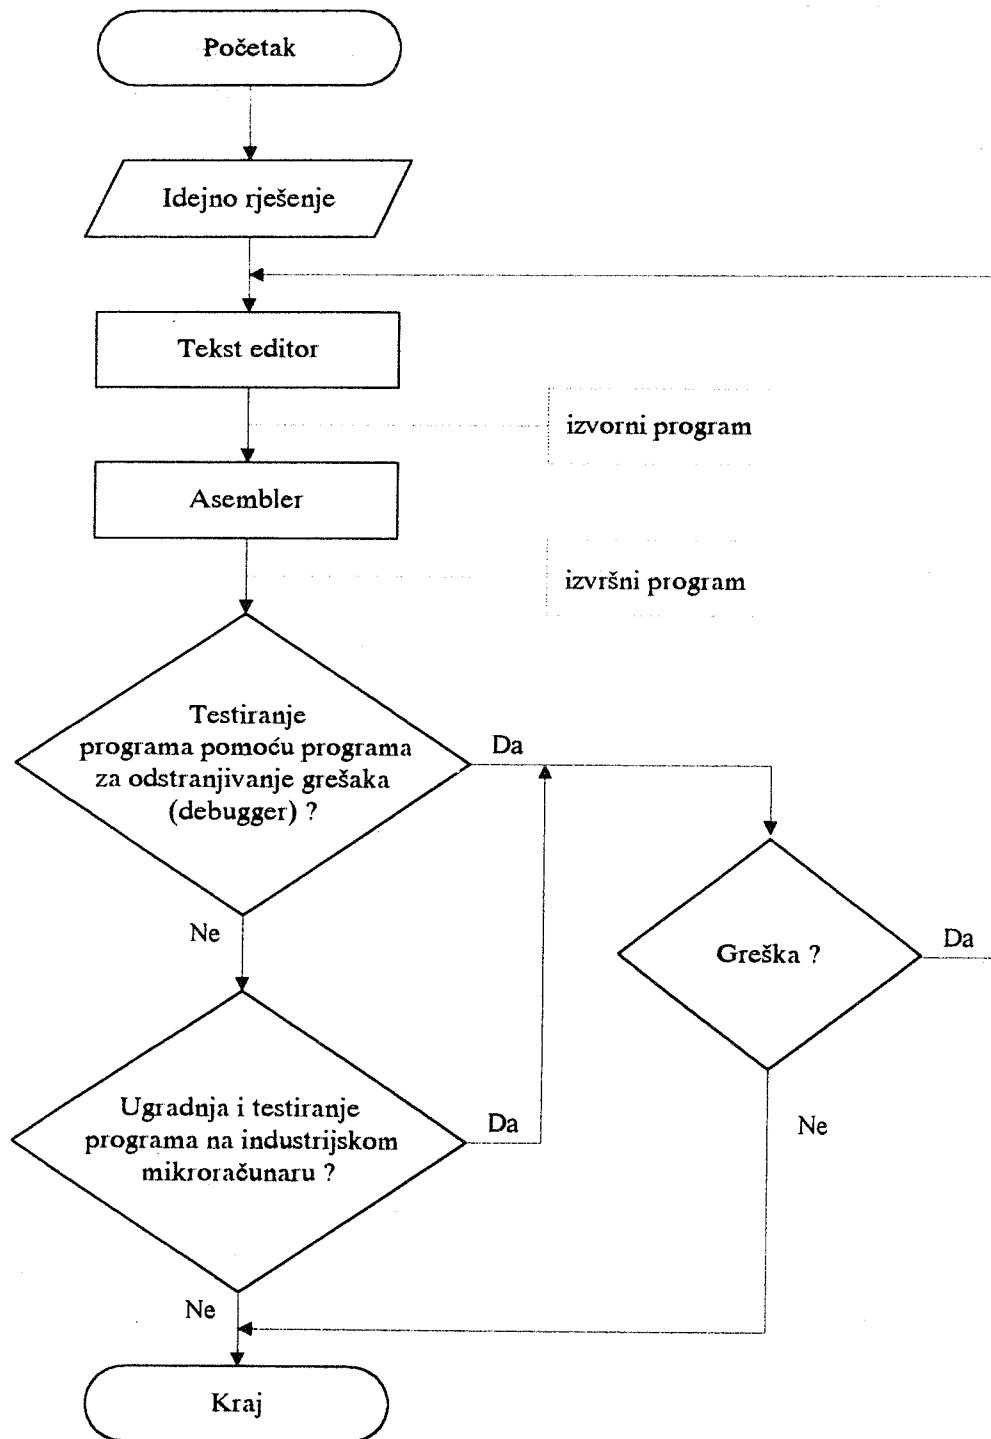 Početak
Idejno rješenje
Tekst editor
izvorni program
Asembler
izvršni program
Testiranje
programa pomoću programa
za odstranjivanje grešaka
(debugger) ?
Da
Ne
Greška ?
Da
Ugradnja i testiranje
programa na industrijskom
mikroračunaru ?
Da
Ne
Ne
Kraj